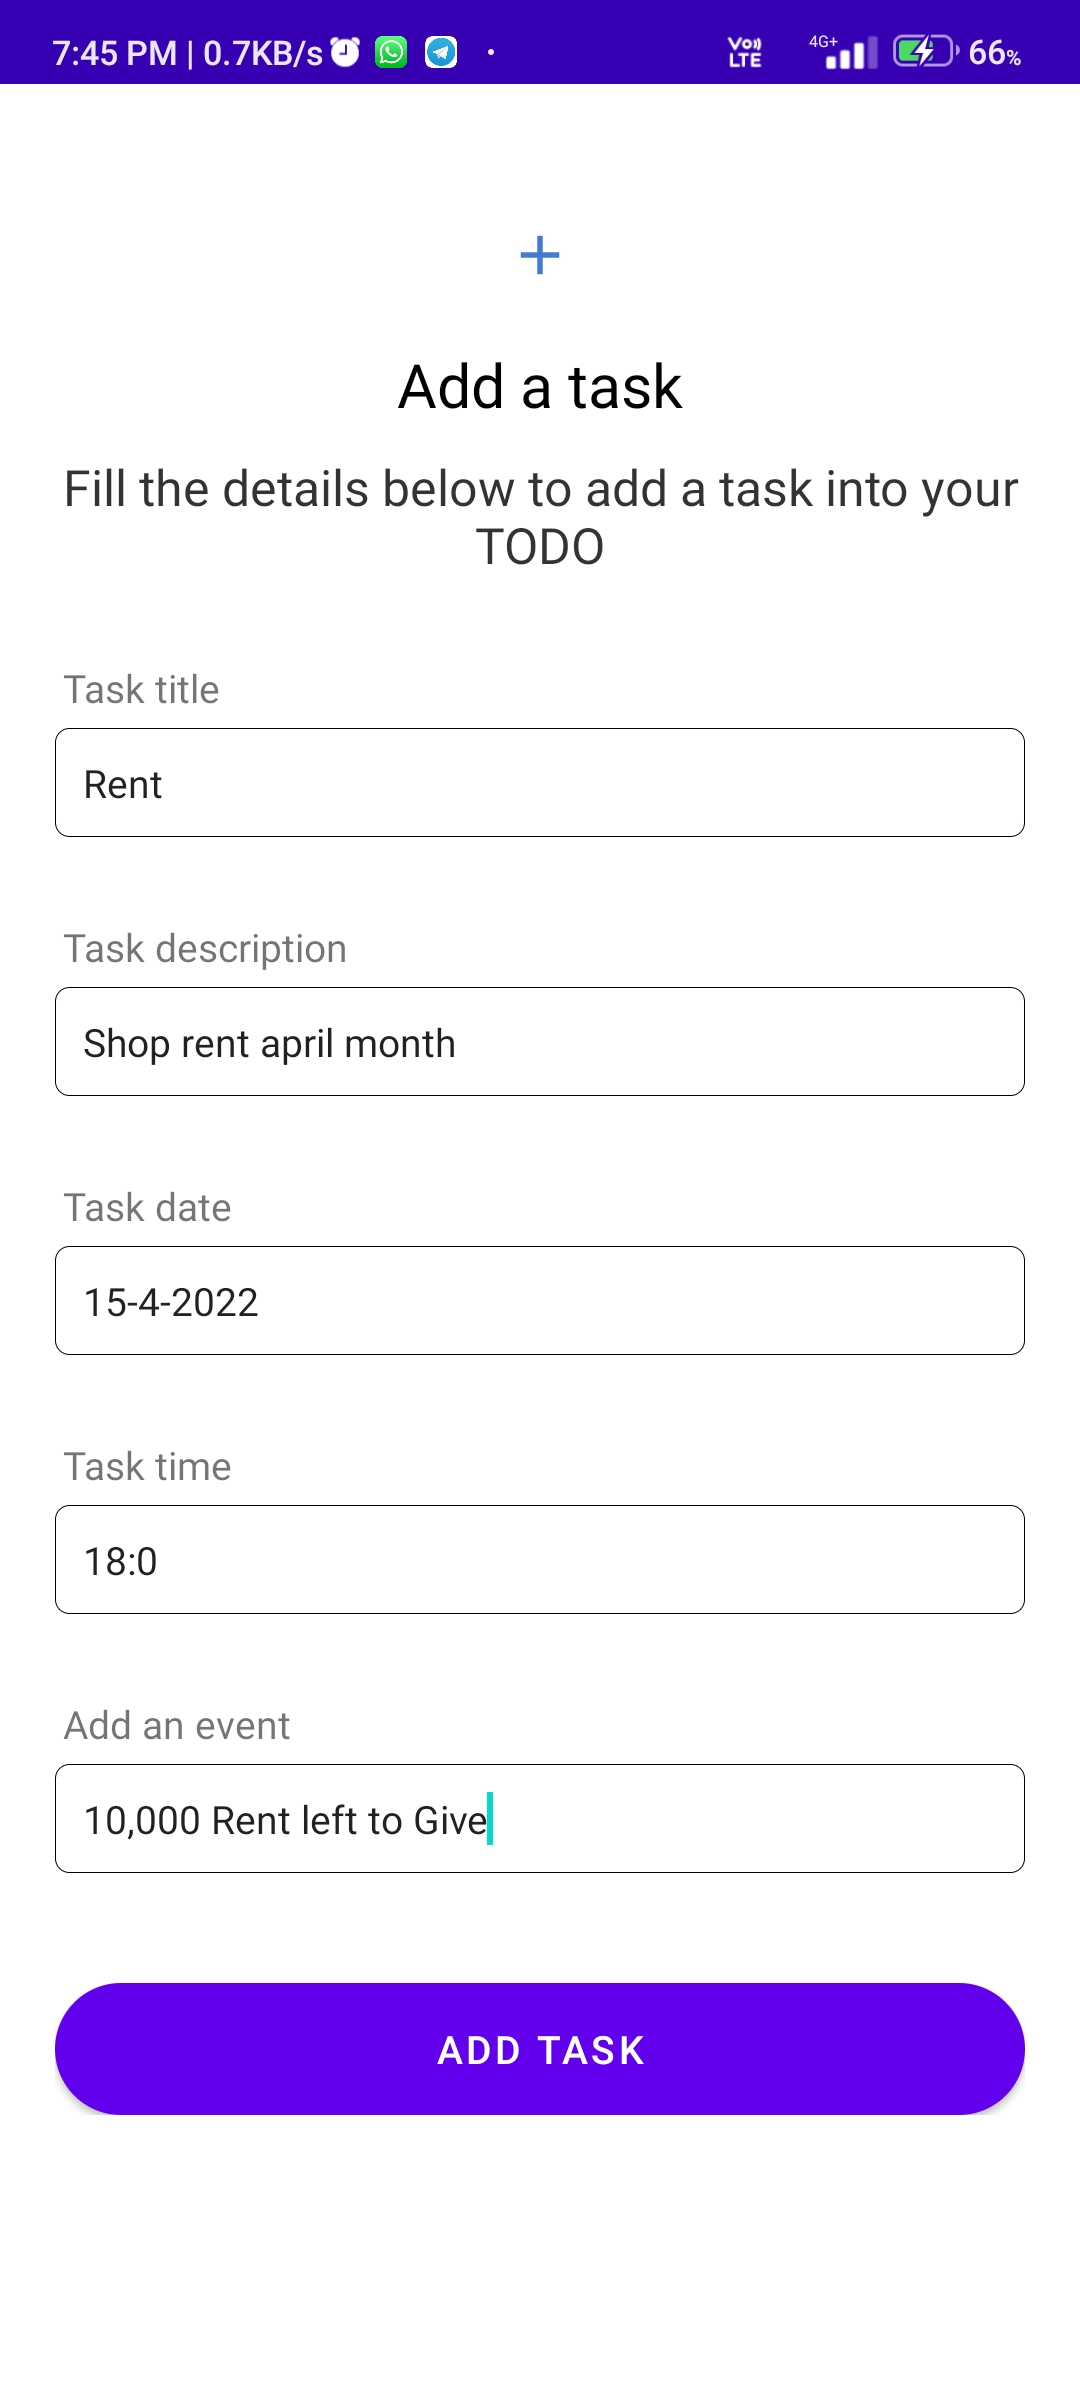 7:45 PM | 0.7KB/s
Vo)) LTE 4G+ 66%
Add a task
Fill the details below to add a task into your
TODO
Task title
Rent
Task description
Shop rent april month
Task date
15-4-2022
Task time
18:0
Add an event
10,000 Rent left to Give
ADD TASK